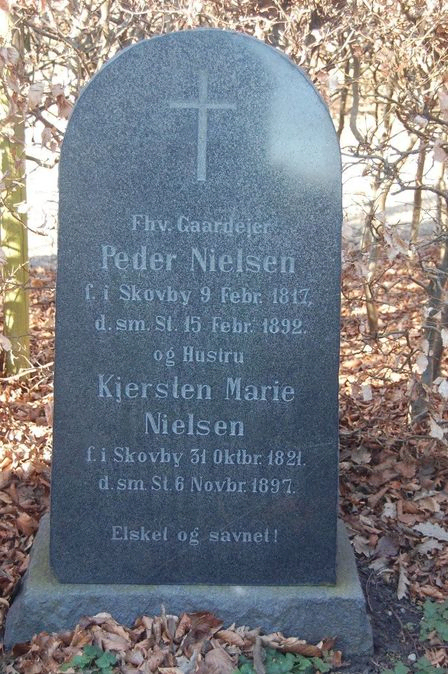 Fhv. Gaardejer
Peder Nielsen
f. i Skovby 9 Febr. 1817.
d. sm. St. 15 Febr. 1892.
og Hustru
Kjersten Marie
Nielsen
f. i Skovby 31 Oktbr. 1821.
d. sm. St. 6 Novbr. 1897.
Elsket og savnet!